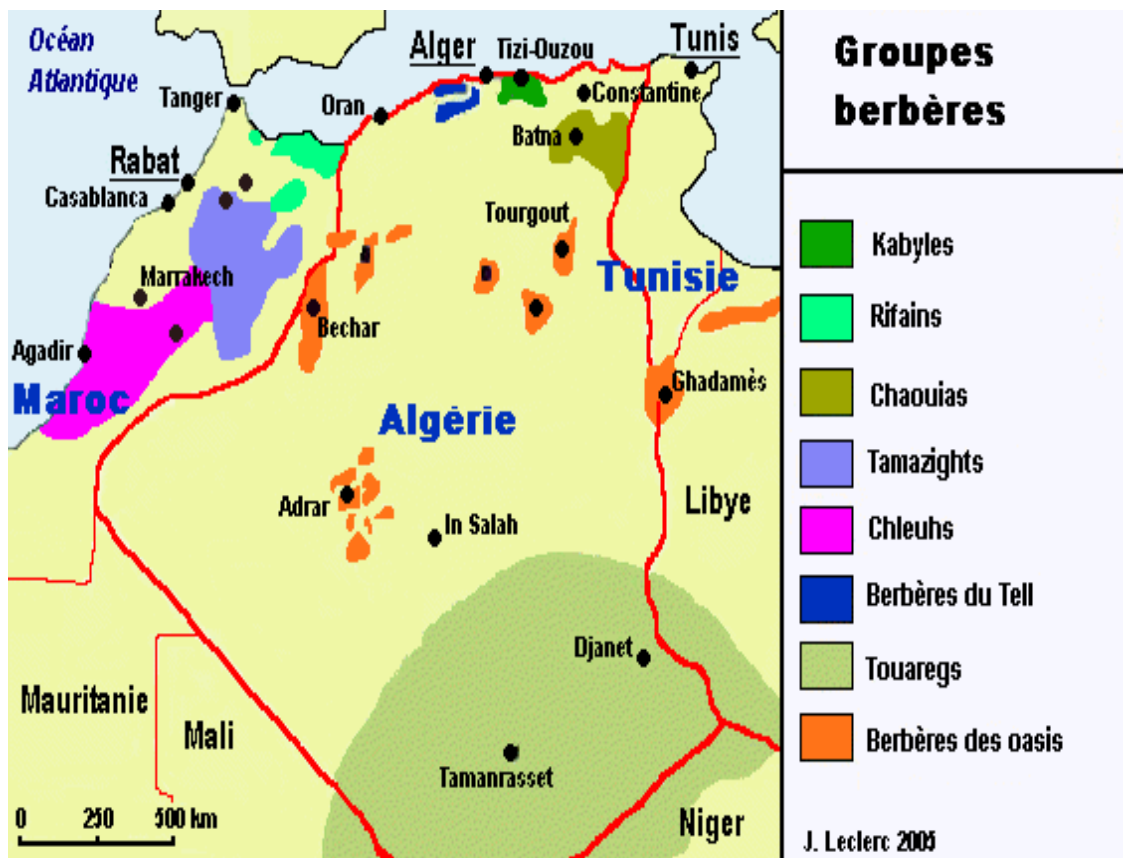 Océan
Atlantique
Alger
Tizi-Ouzou
Tunis
Tanger
Oran
Constantine
Rabat
Batna
Casablanca
Tourgout
Marrakech
Tunisie
Bechar
Agadir
Ghadamès
Maroc
Algérie
Adrar
In Salah
Libye
Djanet
Mauritanie
Mali
Tamanrasset
Niger
0 250 500 km
Groupes
berbères
Kabyles
Rifains
Chaouias
Tamazights
Chleuhs
Berbères du Tell
Touaregs
Berbères des oasis
J. Leclerc 2005